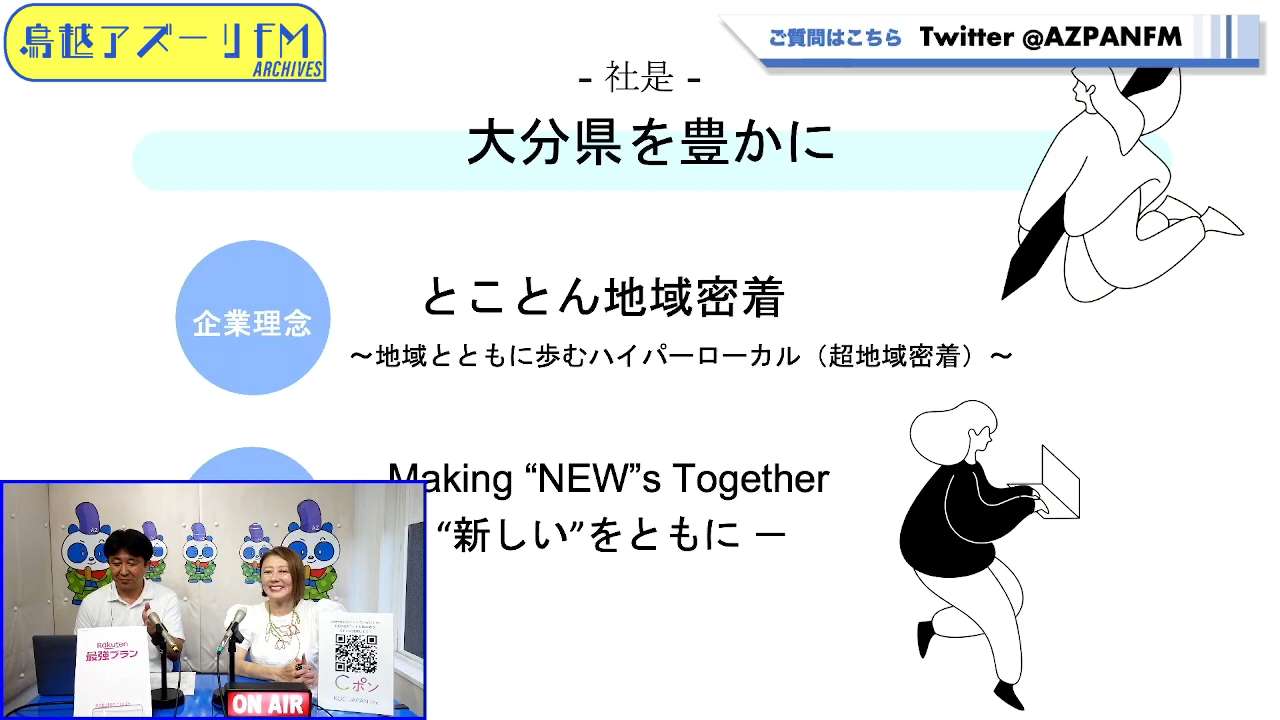 鳥越アズーリFM
ARCHIVES
ご質問はこちら Twitter @AZPANFM
- 社是 -
大分県を豊かに
企業理念
とことん地域密着
～地域とともに歩むハイパーローカル（超地域密着）～
Making “NEW”s Together
“新しい”をともに －
AZ
AZ
Rakuten
最強プラン
Cポン
ON AIR